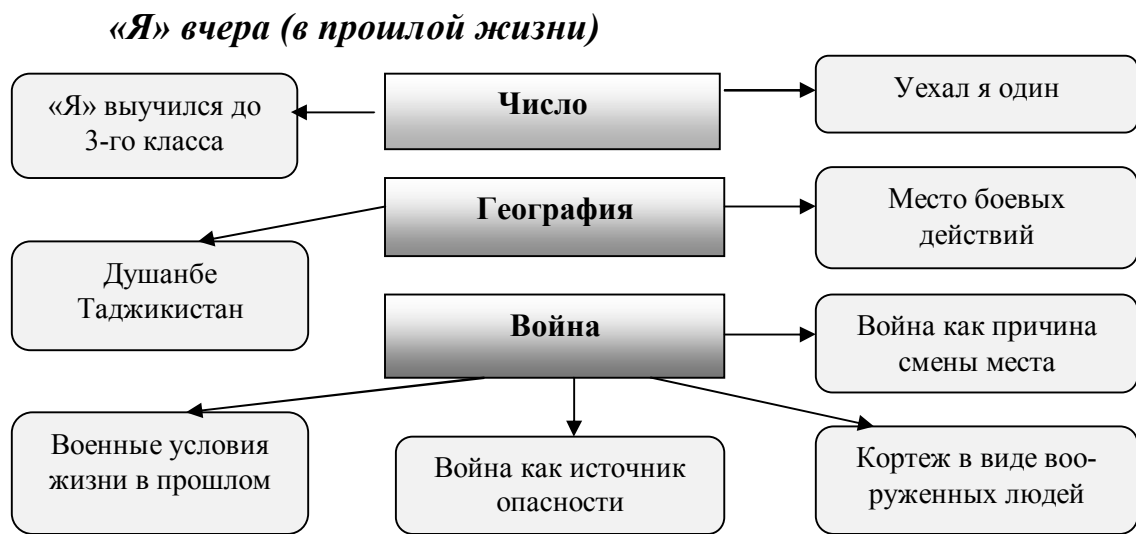 «Я» вчера (в прошлой жизни)
«Я» выучился до
3-го класса
Число
Уехал я один
География
Место боевых
действий
Душанбе
Таджикистан
Война
Война как причина
смены места
Военные условия
жизни в прошлом
Война как источник
опасности
Кортеж в виде воо-
руженных людей